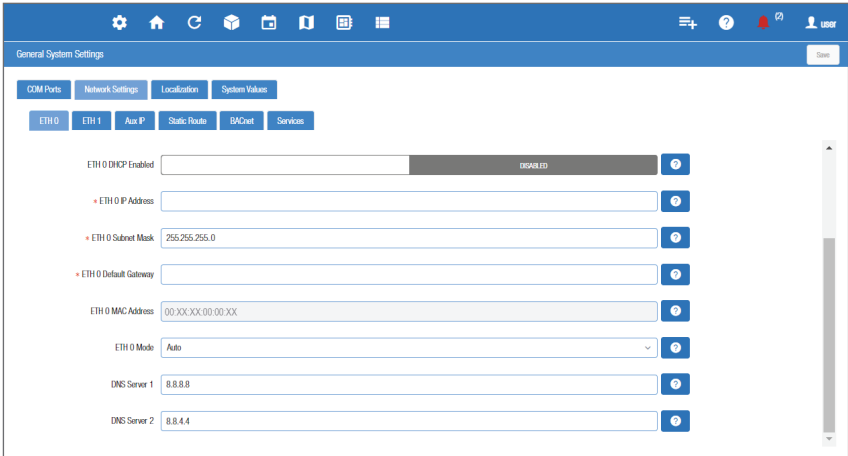 (2) user
General System Settings Save
COM Ports Network Settings Localization System Values
ETH 0 ETH 1 Aux IP Static Route BACnet Services
ETH 0 DHCP Enabled DISABLED ?
* ETH 0 IP Address ?
* ETH 0 Subnet Mask 255.255.255.0 ?
* ETH 0 Default Gateway ?
ETH 0 MAC Address 00:XX:XX:00:00:XX ?
ETH 0 Mode Auto ?
DNS Server 1 8.8.8.8 ?
DNS Server 2 8.8.4.4 ?